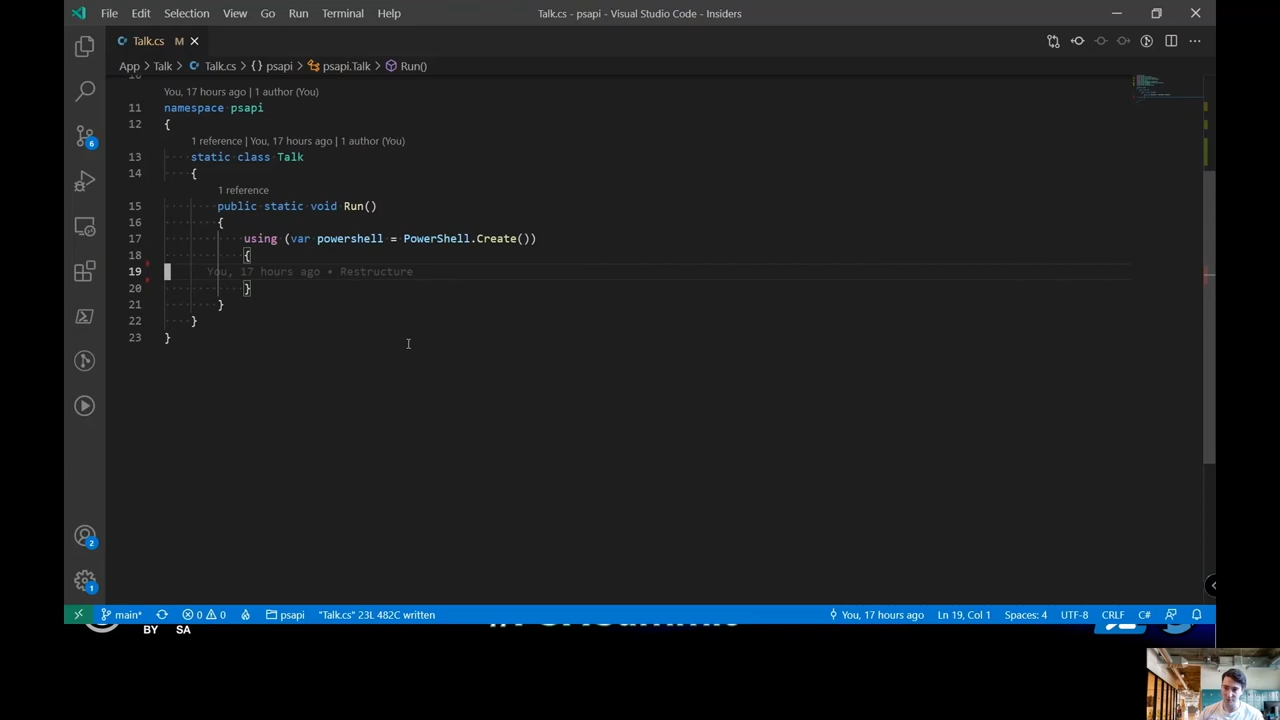 File Edit Selection View Go Run Terminal Help Talk.cs - psapi - Visual Studio Code - Insiders
Talk.cs M
App > Talk > Talk.cs > {} psapi > psapi.Talk > Run()
10
You, 17 hours ago | 1 author (You)
11 namespace psapi
12 {
1 reference | You, 17 hours ago | 1 author (You)
13 static class Talk
14 {
1 reference
15 public static void Run()
16 {
17 using (var powershell = PowerShell.Create())
18 {
19 You, 17 hours ago • Restructure
20 }
21 }
22 }
23 }
6
2
1
main* 0 0 psapi "Talk.cs" 23L 482C written You, 17 hours ago Ln 19, Col 1 Spaces: 4 UTF-8 CRLF C#
BY SA